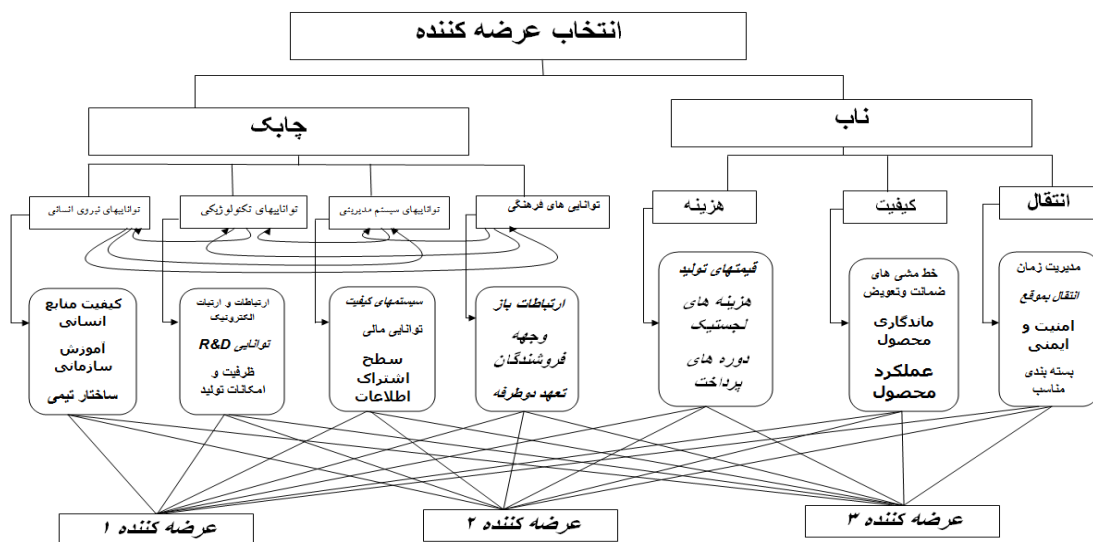 انتخاب عرضه کننده
ناب
چابک
انتقال
کیفیت
هزینه
توانایی های فرهنگی
تواناییهای سیستم مدیریتی
تواناییهای تکنولوژیکی
تواناییهای نیروی انسانی
مدیریت زمان
انتقال بموقع
امنیت و
ایمنی
بسته بندی
مناسب
خط مشی های
ضمانت وتعویض
ماندگاری
محصول
عملکرد
محصول
قیمتهای تولید
هزینه های
لجستیک
دوره های
پرداخت
ارتباطات باز
وجهه
فروشندگان
تعهد دوطرفه
سیستمهای کیفیت
توانایی مالی
سطح
اشتراک
اطلاعات
ارتباطات و ارتبات
الکترونیک
توانایی R&D
ظرفیت و
امکانات تولید
کیفیت منابع
انسانی
آموزش
سازمانی
ساختار تیمی
عرضه کننده ۳
عرضه کننده ۲
عرضه کننده ۱